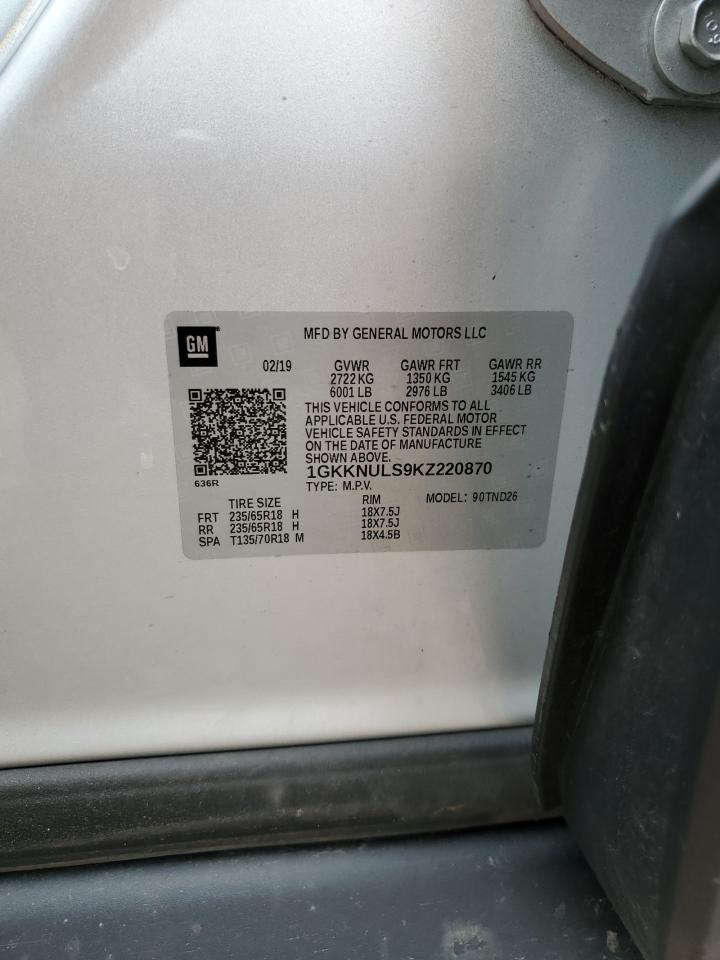 GM
MFD BY GENERAL MOTORS LLC
02/19 GVWR GAWR FRT GAWR RR
2722 KG 1350 KG 1545 KG
6001 LB 2976 LB 3406 LB
THIS VEHICLE CONFORMS TO ALL
APPLICABLE U.S. FEDERAL MOTOR
VEHICLE SAFETY STANDARDS IN EFFECT
ON THE DATE OF MANUFACTURE
SHOWN ABOVE.
1GKKNULS9KZ220870
636R
TYPE: M.P.V. MODEL: 90TND26
TIRE SIZE RIM
FRT 235/65R18 H 18X7.5J
RR 235/65R18 H 18X7.5J
SPA T135/70R18 M 18X4.5B